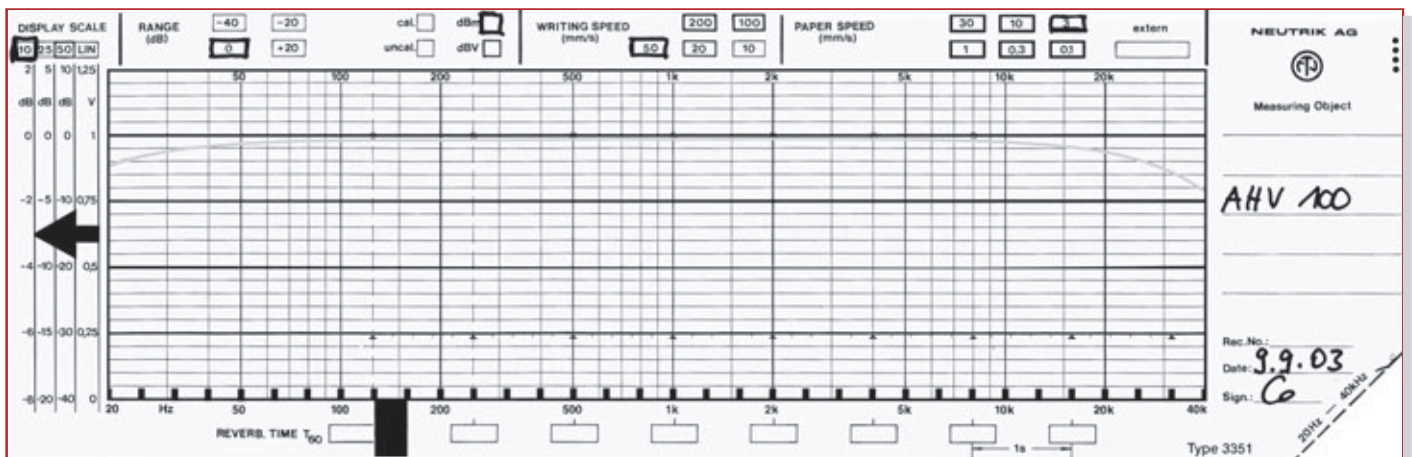 DISPLAY SCALE
10 25 50 LIN
RANGE (dB)
-40 -20
0 +20
cal. dBm
uncal. dBV
WRITING SPEED (mm/s)
200 100
50 20 10
PAPER SPEED (mm/s)
30 10 3
1 0,3 0,1
extern
NEUTRIK AG
Measuring Object
AHV 100
Rec.No.:
Date: 9.9.03
Sign.:
20Hz — 40kHz
Type 3351
2 5 10 1,25
dB dB dB V
0 0 0 1
-2 -5 -10 0,75
-4 -10 -20 0,5
-6 -15 -30 0,25
-8 -20 -40 0
50 100 200 500 1k 2k 5k 10k 20k
20 Hz 50 100 200 500 1k 2k 5k 10k 20k 40k
REVERB. TIME T60
1s